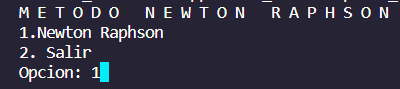 M E T O D O   N E W T O N   R A P H S O N
1.Newton Raphson
2. Salir
Opcion: 1